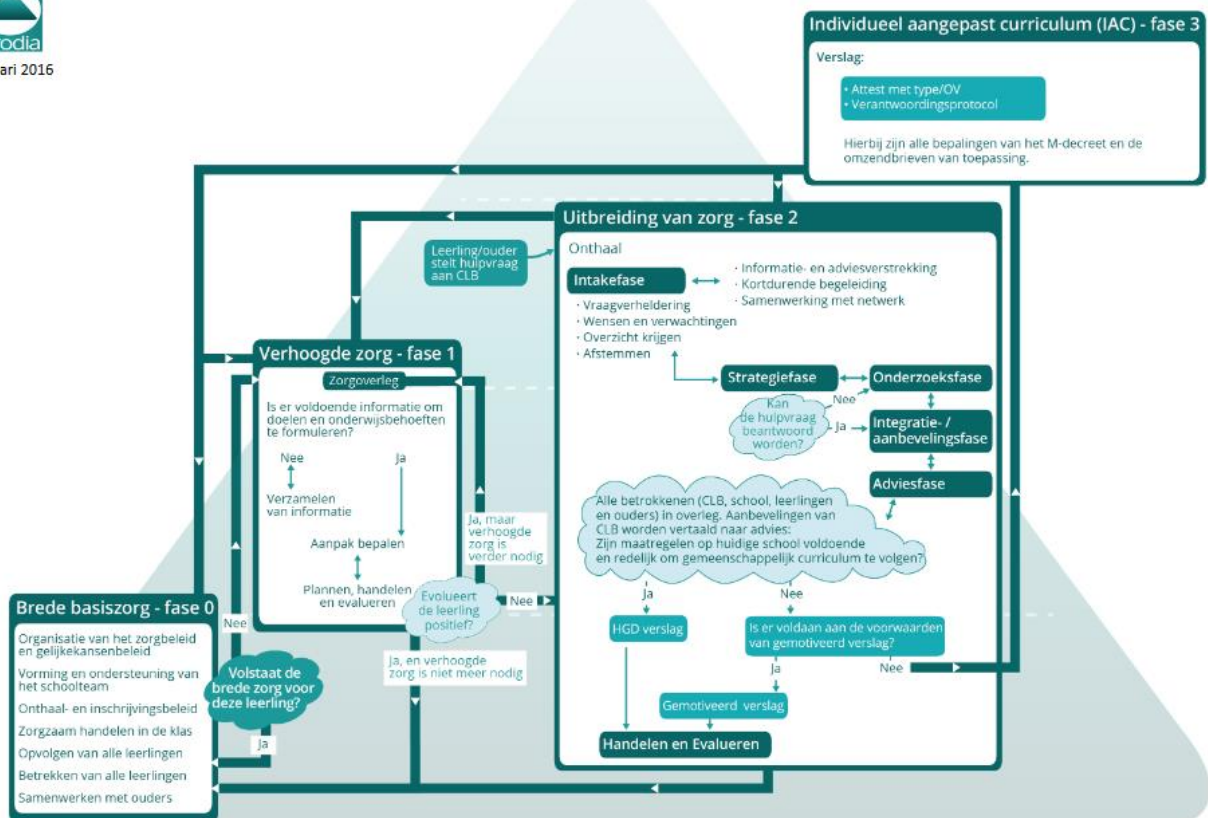 2016
Individueel aangepast curriculum (IAC) - fase 3
Verslag:
• Attest met type/OV
• Verantwoordingsprotocol
Hierbij zijn alle bepalingen van het M-decreet en de
omzendbrieven van toepassing.
Uitbreiding van zorg - fase 2
Leerling/ouder
stelt hulpvraag
aan CLB
Onthaal
Intakefase
· Informatie- en adviesverstrekking
· Kortdurende begeleiding
· Samenwerking met netwerk
· Vraagverheldering
· Wensen en verwachtingen
· Overzicht krijgen
· Afstemmen
Strategiefase
Onderzoeksfase
Kan
de hulpvraag
beantwoord
worden?
Nee
Ja
Integratie- /
aanbevelingsfase
Adviesfase
Alle betrokkenen (CLB, school, leerlingen
en ouders) in overleg. Aanbevelingen van
CLB worden vertaald naar advies:
Zijn maatregelen op huidige school voldoende
en redelijk om gemeenschappelijk curriculum te volgen?
Ja
Nee
HGD verslag
Is er voldaan aan de voorwaarden
van gemotiveerd verslag?
Ja
Nee
Gemotiveerd verslag
Handelen en Evalueren
Verhoogde zorg - fase 1
Zorgoverleg
Is er voldoende informatie om
doelen en onderwijsbehoeften
te formuleren?
Nee
Ja
Verzamelen
van informatie
Aanpak bepalen
Plannen, handelen
en evalueren
Ja, maar
verhoogde
zorg is
verder nodig
Evolueert
de leerling
positief?
Nee
Ja, en verhoogde
zorg is niet meer nodig
Brede basiszorg - fase 0
Organisatie van het zorgbeleid
en gelijkekansenbeleid
Vorming en ondersteuning van
het schoolteam
Onthaal- en inschrijvingsbeleid
Zorgzaam handelen in de klas
Opvolgen van alle leerlingen
Betrekken van alle leerlingen
Samenwerken met ouders
Nee
Volstaat de
brede zorg voor
deze leerling?
Ja